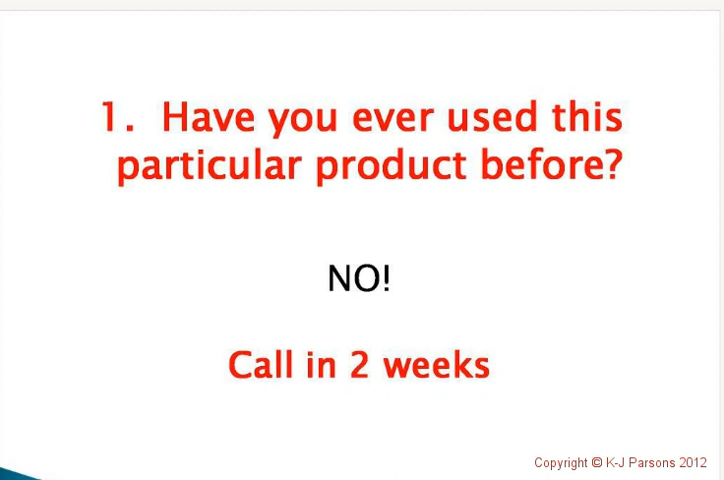 1. Have you ever used this
particular product before?
NO!
Call in 2 weeks
Copyright © K-J Parsons 2012